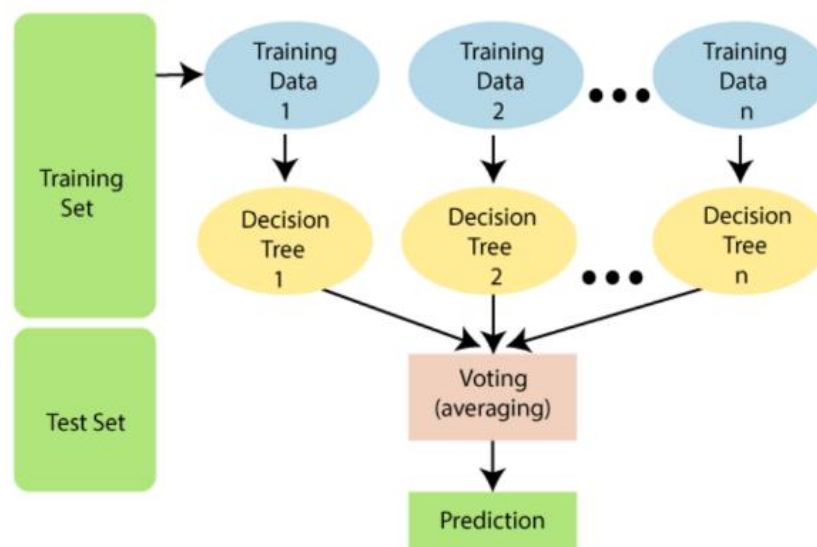 Training
Set
Test Set
Training
Data
1
Training
Data
2
Training
Data
n
Decision
Tree
1
Decision
Tree
2
Decision
Tree
n
Voting
(averaging)
Prediction